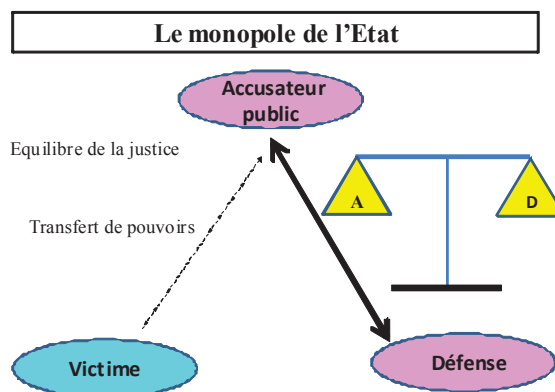 Le monopole de l'Etat
Accusateur
public
Equilibre de la justice
Transfert de pouvoirs
A
D
Victime
Défense